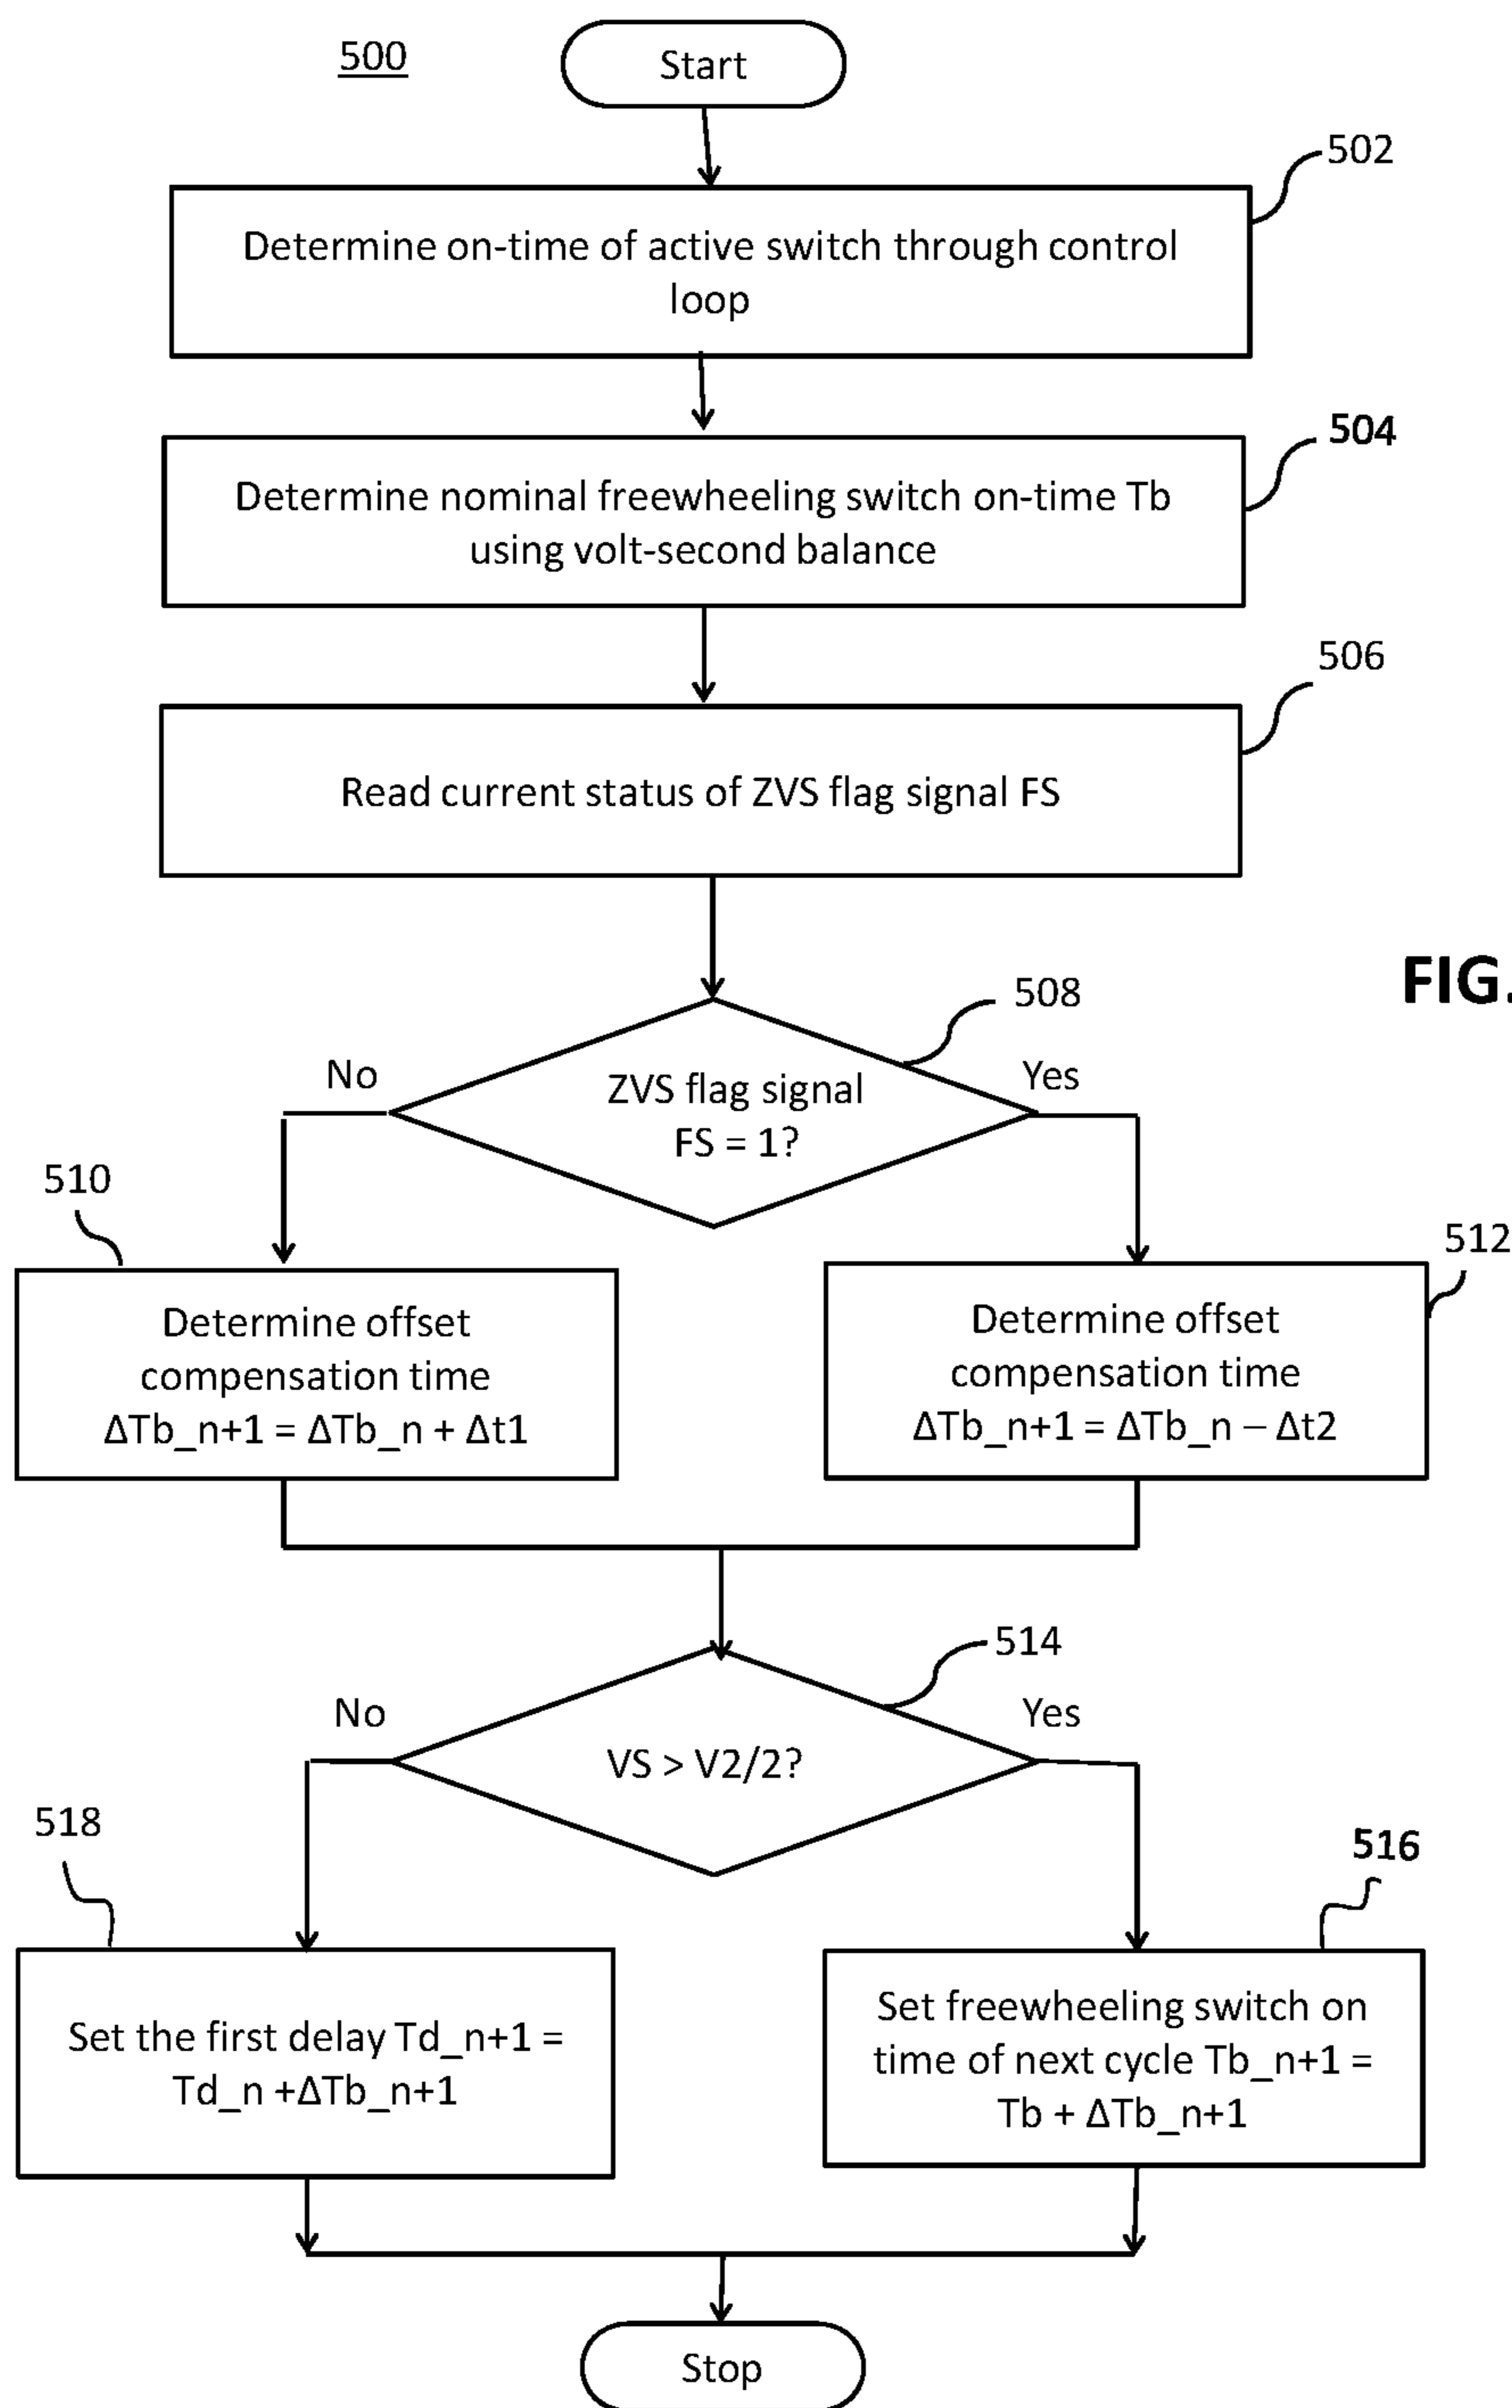 500
Start
502
Determine on-time of active switch through control
loop
504
Determine nominal freewheeling switch on-time Tb
using volt-second balance
506
Read current status of ZVS flag signal FS
FIG.
508
No
Yes
ZVS flag signal
FS = 1?
510
512
Determine offset
compensation time
ΔTb_n+1 = ΔTb_n + Δt1
Determine offset
compensation time
ΔTb_n+1 = ΔTb_n – Δt2
514
No
Yes
VS > V2/2?
518
516
Set the first delay Td_n+1 =
Td_n +ΔTb_n+1
Set freewheeling switch on
time of next cycle Tb_n+1 =
Tb + ΔTb_n+1
Stop